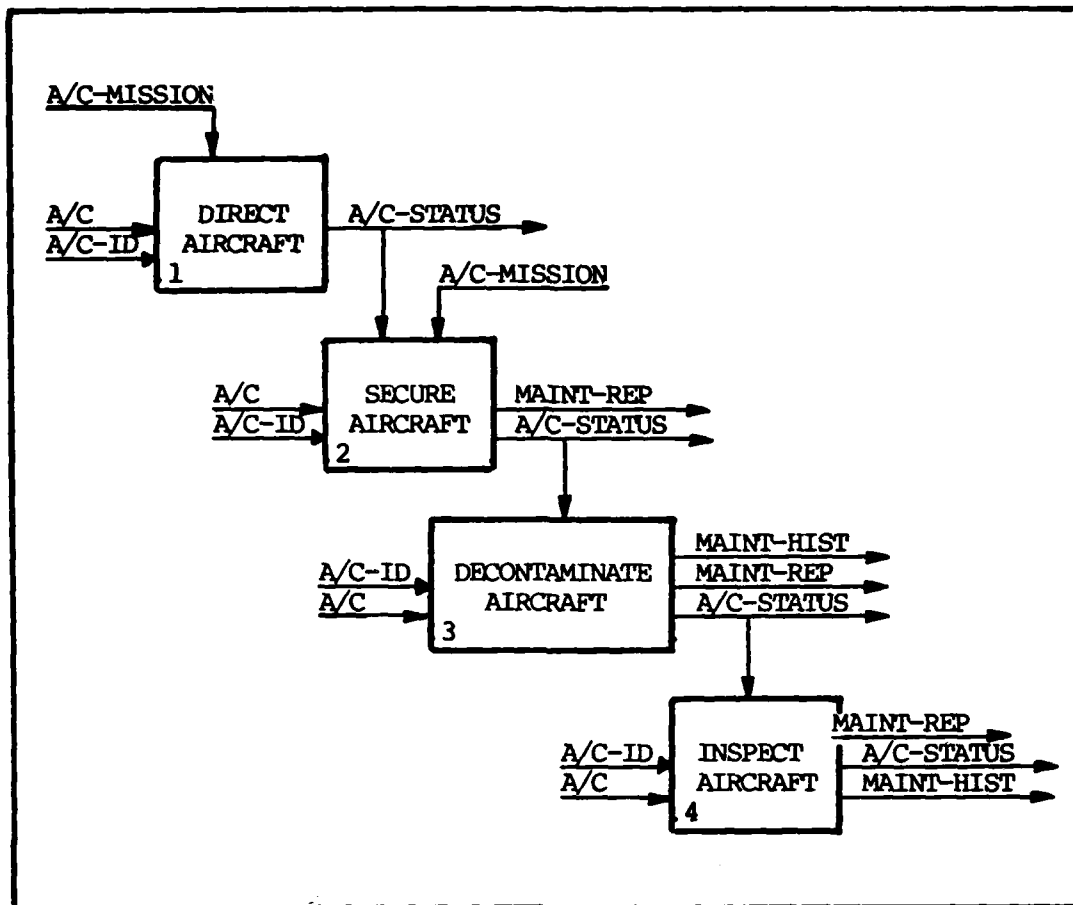 A/C-MISSION
A/C
A/C-ID
DIRECT
AIRCRAFT
1
A/C-STATUS
A/C-MISSION
A/C
A/C-ID
SECURE
AIRCRAFT
2
MAINT-REP
A/C-STATUS
A/C-ID
A/C
DECONTAMINATE
AIRCRAFT
3
MAINT-HIST
MAINT-REP
A/C-STATUS
A/C-ID
A/C
INSPECT
AIRCRAFT
4
MAINT-REP
A/C-STATUS
MAINT-HIST